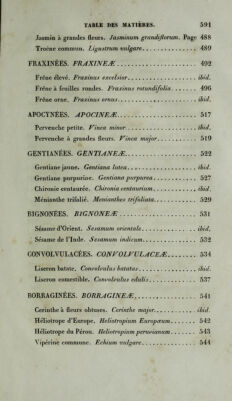 TABLE DES MATIÈRES. 591
Jasmin à grandes fleurs. Jasminum grandiflorum. Page 488
Troène commun. Ligustrum vulgare. 489
FRAXINÉES. FRAXINEÆ. 492
Frêne élevé. Fraxinus excelsior. ibid.
Frêne à feuilles rondes. Fraxinus rotundifolia. 496
Frêne orne. Fraxinus ornus. ibid.
APOCYNÉES. APOCINEÆ. 517
Pervenche petite. Vinca minor. ibid.
Pervenche à grandes fleurs. Vinca major. 519
GENTIANÉES. GENTIANEÆ. 522
Gentiane jaune. Gentiana lutea. ibid.
Gentiane purpurine. Gentiana purpurea. 527
Chironie centaurée. Chironia centaurium. ibid.
Ménianthe trifalié. Menianthes trifoliata. 529
BIGNONÉES. BIGNONEÆ. 531
Sésame d'Orient. Sesamum orientale. ibid.
Sésame de l'Inde. Sesamum indicum. 532
CONVOLVULACÉES. CONVOLVULACEÆ. 534
Liseron batate. Convolvulus batatas. ibid.
Liseron comestible. Convolvulus edulis. 537
BORRAGINÉES. BORRAGINEÆ. 541
Cerinthe à fleurs obtuses. Cerinthe major. ibid.
Héliotrope d'Europe. Heliotropium Europæum. 542
Héliotrope du Pérou. Heliotropium peruvianum. 543
Vipérine commune. Echium vulgare. 544